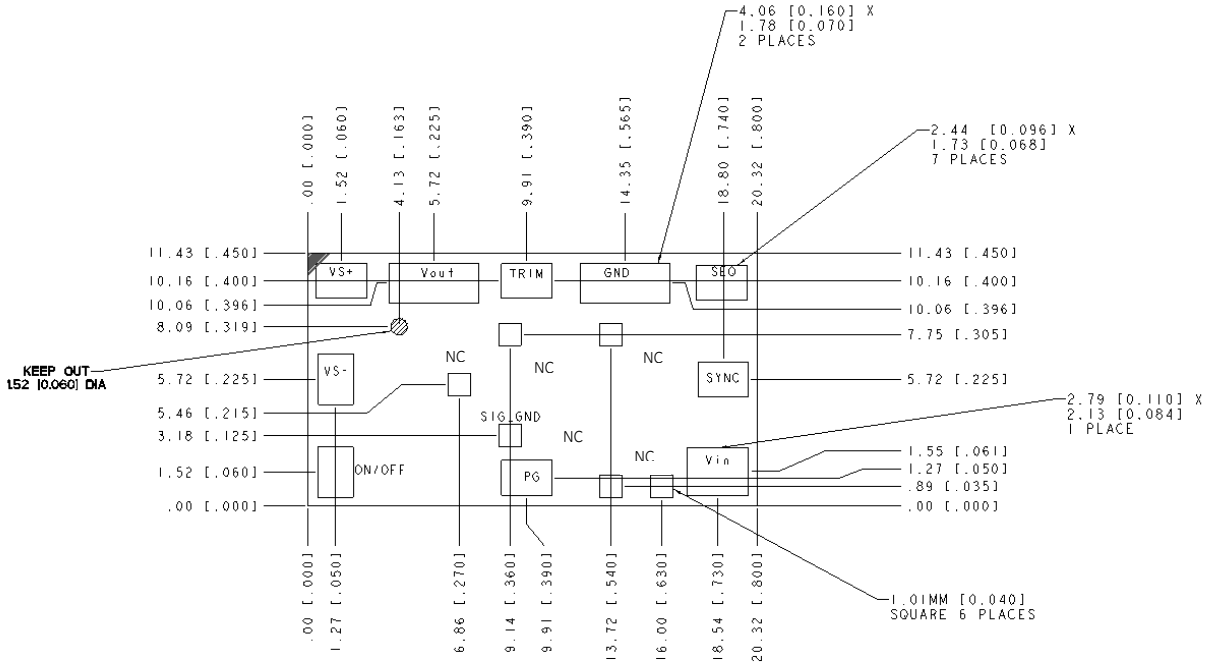 4.06 [0.160] X
1.78 [0.070]
2 PLACES
.00 [.000]
1.52 [.060]
4.13 [.163]
5.72 [.225]
9.91 [.390]
14.35 [.565]
18.80 [.740]
20.32 [.800]
2.44 [0.096] X
1.73 [0.068]
7 PLACES
11.43 [.450]
11.43 [.450]
VS+
Vout
TRIM
GND
SEQ
10.16 [.400]
10.16 [.400]
10.06 [.396]
10.06 [.396]
8.09 [.319]
7.75 [.305]
KEEP OUT
1.52 [0.060] DIA
NC
NC
NC
VS-
5.72 [.225]
SYNC
5.72 [.225]
5.46 [.215]
2.79 [0.110] X
2.13 [0.084]
1 PLACE
SIG_GND
3.18 [.125]
NC
NC
Vin
1.55 [.061]
1.52 [.060]
ON/OFF
PG
1.27 [.050]
.89 [.035]
.00 [.000]
.00 [.000]
.00 [.000]
1.27 [.050]
6.86 [.270]
9.14 [.360]
9.91 [.390]
13.72 [.540]
16.00 [.630]
18.54 [.730]
20.32 [.800]
1.01MM [0.040]
SQUARE 6 PLACES